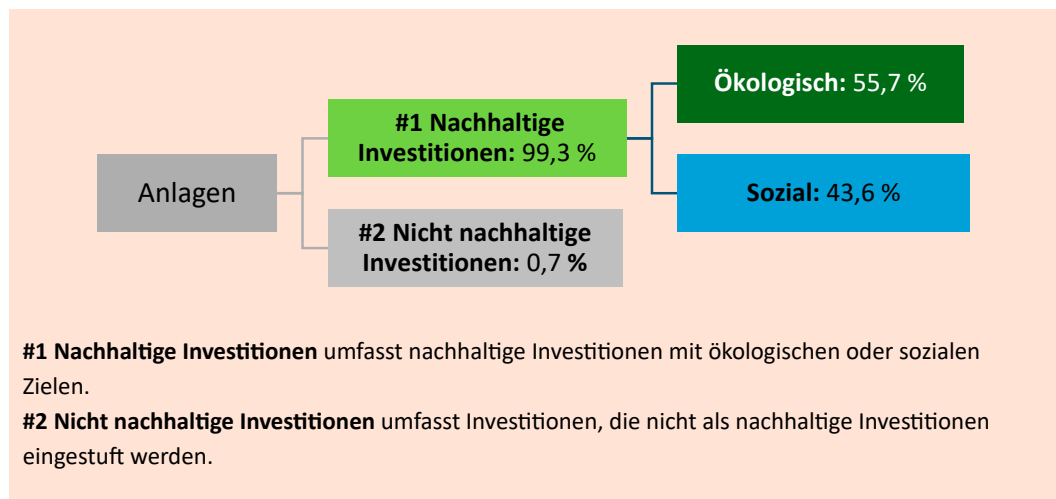 Ökologisch: 55,7 %
#1 Nachhaltige
Investitionen: 99,3 %
Anlagen
Sozial: 43,6 %
#2 Nicht nachhaltige
Investitionen: 0,7 %
#1 Nachhaltige Investitionen umfasst nachhaltige Investitionen mit ökologischen oder sozialen
Zielen.
#2 Nicht nachhaltige Investitionen umfasst Investitionen, die nicht als nachhaltige Investitionen
eingestuft werden.